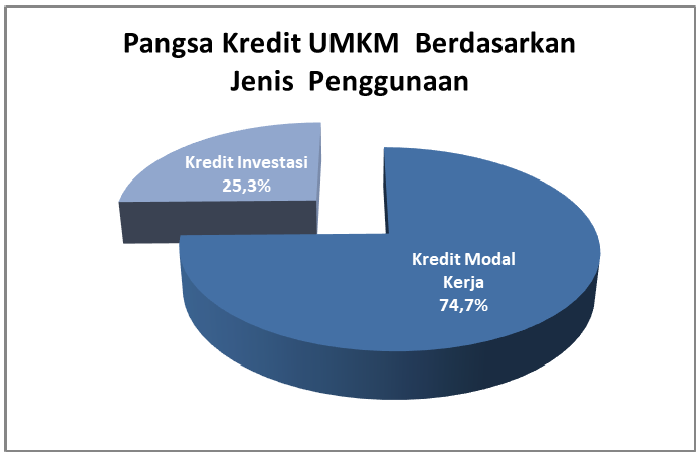 Pangsa Kredit UMKM Berdasarkan
Jenis Penggunaan
Kredit Investasi
25,3%
Kredit Modal
Kerja
74,7%